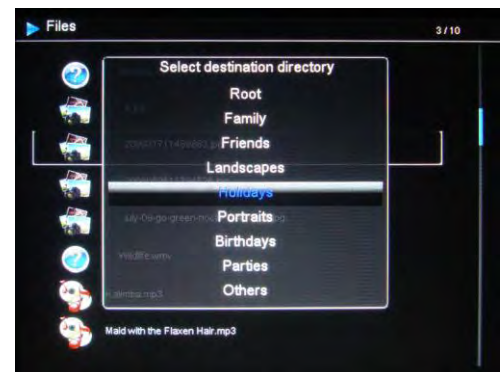 Files
3/10
Select destination directory
Root
Family
Friends
Landscapes
Holidays
Portraits
Birthdays
Parties
Others
Maid with the Flaxen Hair.mp3